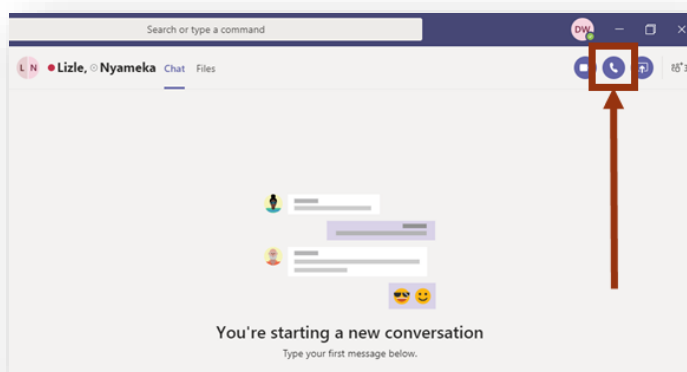 Search or type a command
DW
L N Lizle, Nyameka Chat Files
You're starting a new conversation
Type your first message below.